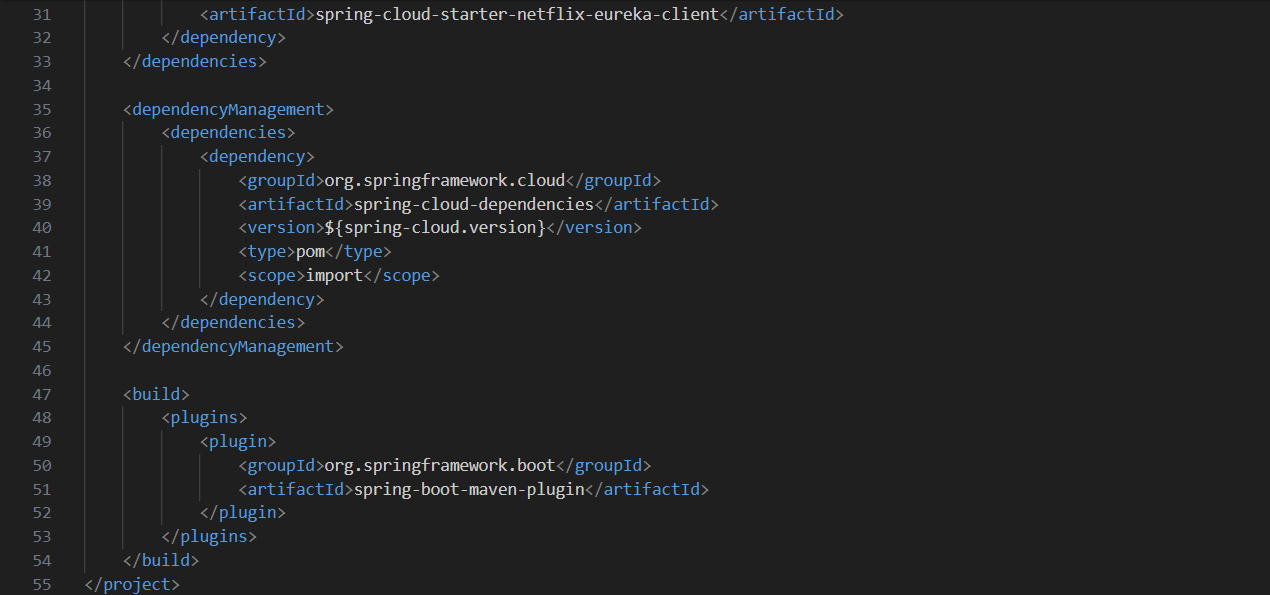 31 <artifactId>spring-cloud-starter-netflix-eureka-client</artifactId>
32 </dependency>
33 </dependencies>
34
35 <dependencyManagement>
36 <dependencies>
37 <dependency>
38 <groupId>org.springframework.cloud</groupId>
39 <artifactId>spring-cloud-dependencies</artifactId>
40 <version>${spring-cloud.version}</version>
41 <type>pom</type>
42 <scope>import</scope>
43 </dependency>
44 </dependencies>
45 </dependencyManagement>
46
47 <build>
48 <plugins>
49 <plugin>
50 <groupId>org.springframework.boot</groupId>
51 <artifactId>spring-boot-maven-plugin</artifactId>
52 </plugin>
53 </plugins>
54 </build>
55 </project>